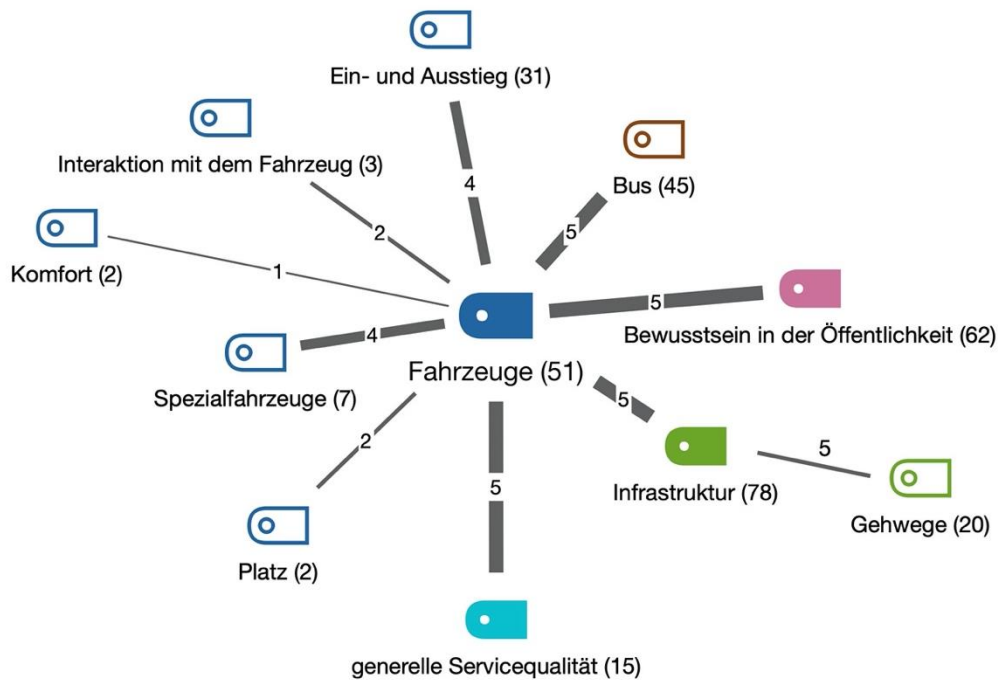 Ein- und Ausstieg (31)
Interaktion mit dem Fahrzeug (3)
Bus (45)
4
5
2
Komfort (2)
1
5
Bewusstsein in der Öffentlichkeit (62)
4
Spezialfahrzeuge (7)
Fahrzeuge (51)
5
2
5
5
Infrastruktur (78)
Gehwege (20)
Platz (2)
generelle Servicequalität (15)